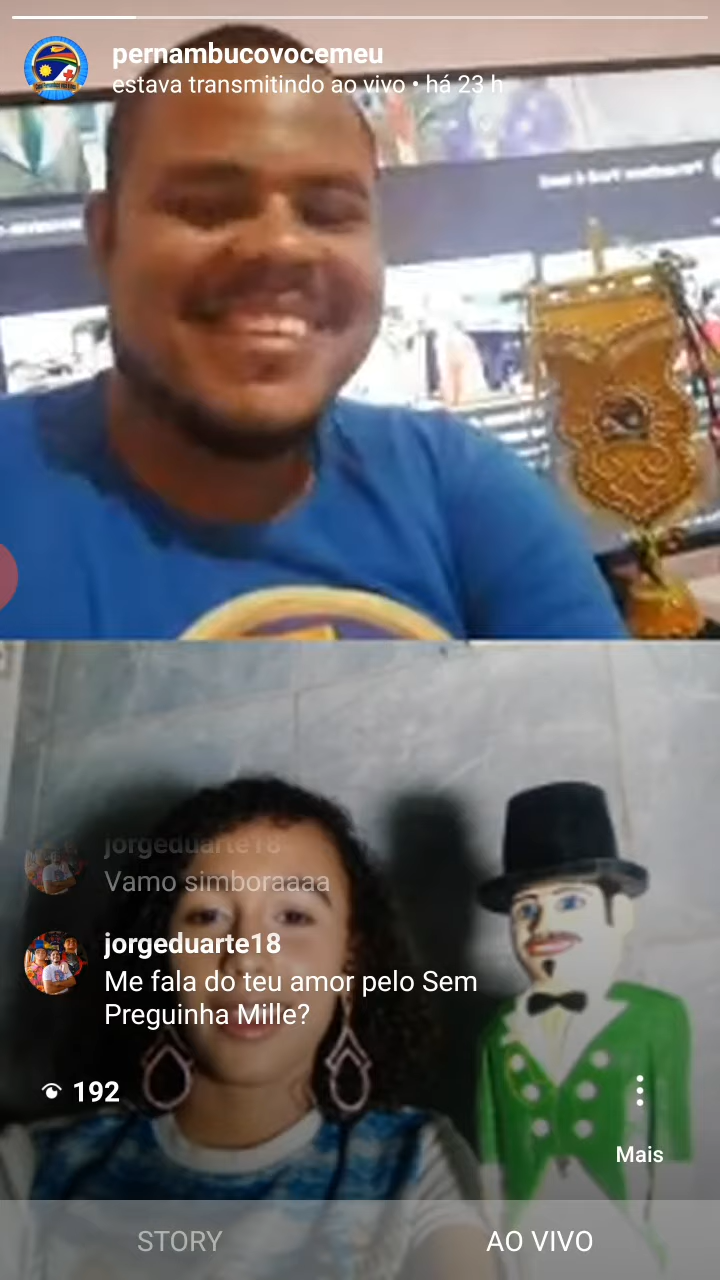 pernambucovocemeu
estava transmitindo ao vivo • há 23 h
jorgeduarte18
Vamo simboraaaa
jorgeduarte18
Me fala do teu amor pelo Sem
Preguinha Mille?
192
Mais
STORY
AO VIVO